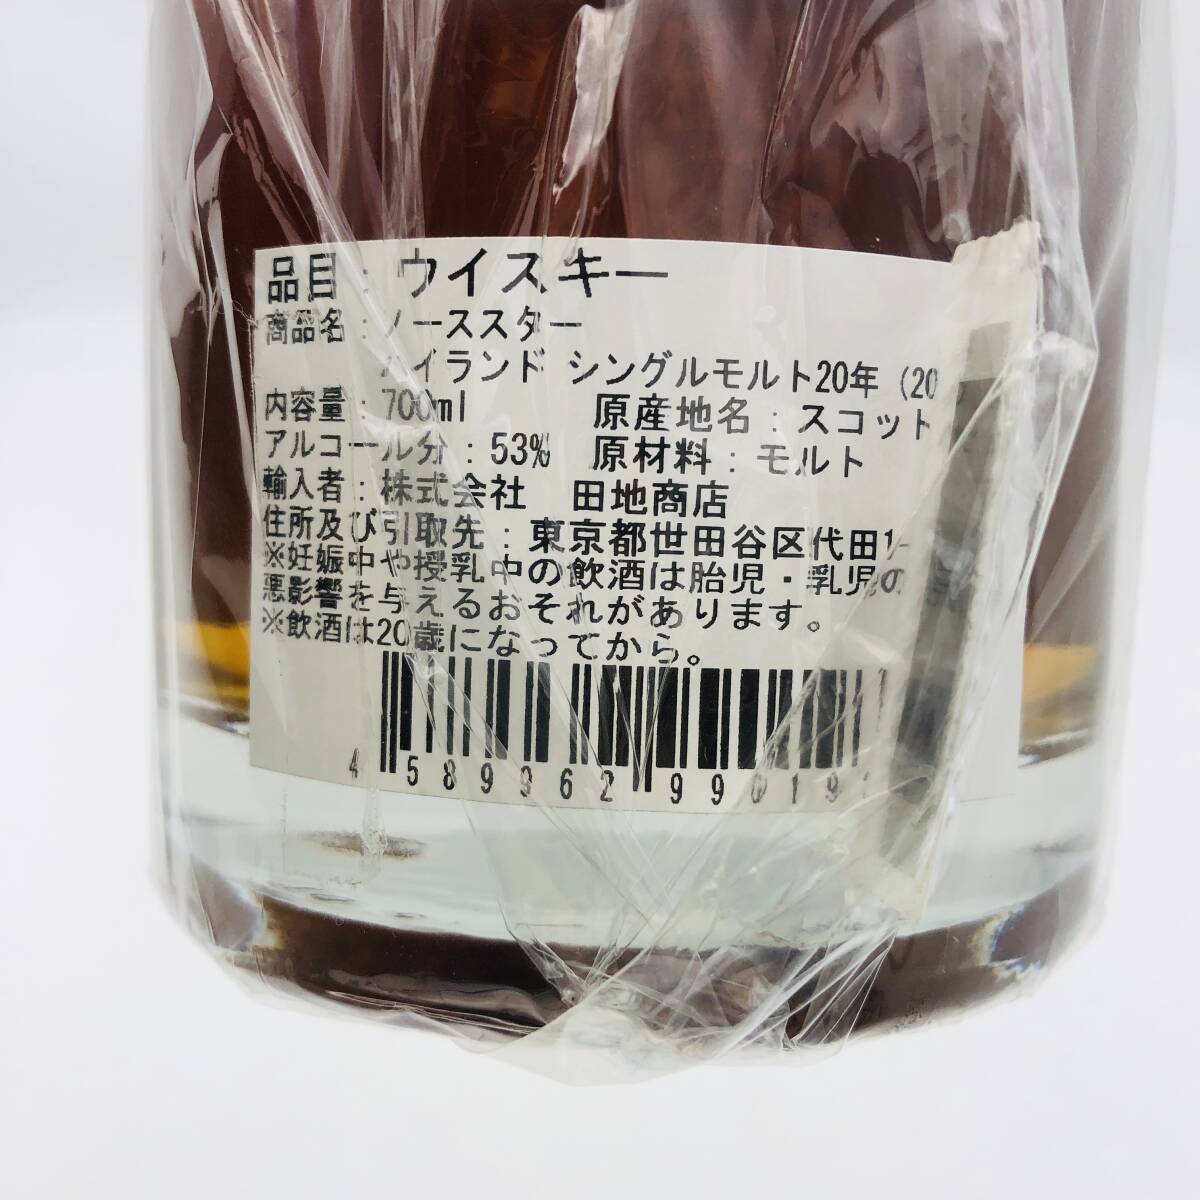 品目:ウイスキー
商品名:ノーススター
ハイランド シングルモルト20年 (20
内容量:700ml 原産地名:スコット
アルコール分:53% 原材料:モルト
輸入者:株式会社 田地商店
住所及び引取先:東京都世田谷区代田1-
※妊娠中や授乳中の飲酒は胎児・乳児の
悪影響を与えるおそれがあります。
※飲酒は20歳になってから。
4 589962 99019